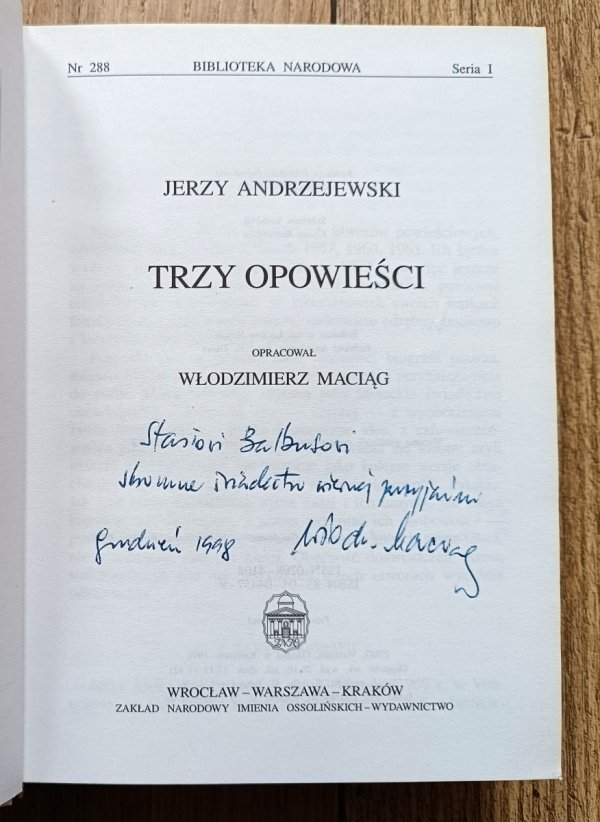 Nr 288 BIBLIOTEKA NARODOWA Seria I
JERZY ANDRZEJEWSKI
TRZY OPOWIEŚCI
OPRACOWAŁ
WŁODZIMIERZ MACIĄG
Stasiowi Balbusowi
skromne świadectwo wiernej przyjaźni
grudzień 1998 Włodz. Maciąg
WROCŁAW – WARSZAWA – KRAKÓW
ZAKŁAD NARODOWY IMIENIA OSSOLIŃSKICH – WYDAWNICTWO